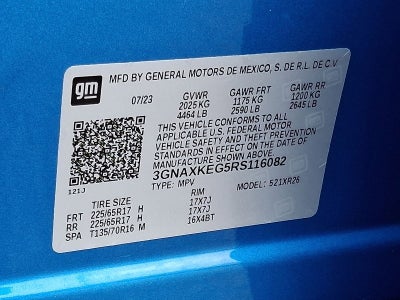 gm
MFD BY GENERAL MOTORS DE MEXICO, S. DE R.L. DE C.V.
07/23 GVWR GAWR FRT GAWR RR
2025 KG 1175 KG 1200 KG
4464 LB 2590 LB 2645 LB
THIS VEHICLE CONFORMS TO ALL
APPLICABLE U.S. FEDERAL MOTOR
VEHICLE SAFETY AND THEFT PREVENTION
STANDARDS IN EFFECT ON THE DATE OF
MANUFACTURE SHOWN ABOVE.
3GNAXKEG5RS116082
TYPE: MPV MODEL: 521XR26
121J
TIRE SIZE RIM
FRT 225/65R17 H 17X7J
RR 225/65R17 H 17X7J
SPA T135/70R16 M 16X4BT